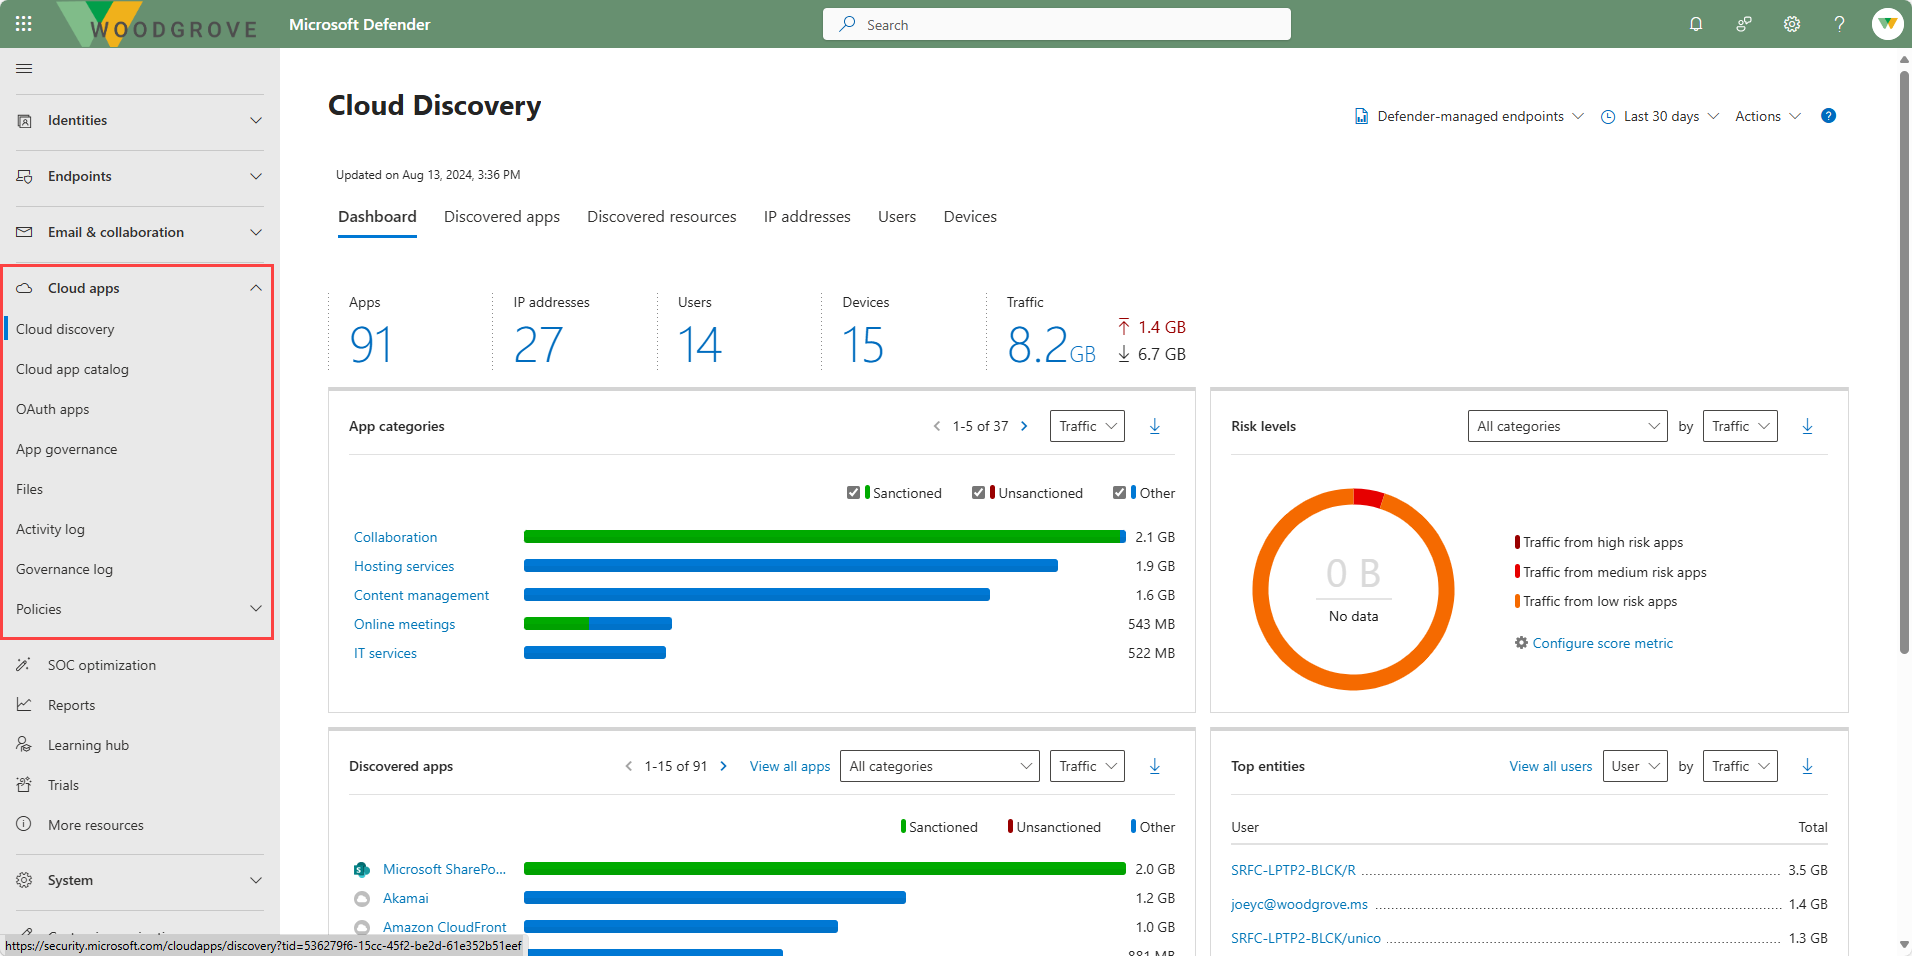 WOODGROVE
Microsoft Defender
Search
?
Identities
Endpoints
Email & collaboration
Cloud apps
Cloud discovery
Cloud app catalog
OAuth apps
App governance
Files
Activity log
Governance log
Policies
SOC optimization
Reports
Learning hub
Trials
More resources
System
https://security.microsoft.com/cloudapps/discovery?tid=536279f6-15cc-45f2-be2d-61e352b51eef
Cloud Discovery
Defender-managed endpoints
Last 30 days
Actions
?
Updated on Aug 13, 2024, 3:36 PM
Dashboard Discovered apps Discovered resources IP addresses Users Devices
Apps
91
IP addresses
27
Users
14
Devices
15
Traffic
8.2GB
1.4 GB
6.7 GB
App categories
1-5 of 37
Traffic
Sanctioned Unsanctioned Other
Collaboration 2.1 GB
Hosting services 1.9 GB
Content management 1.6 GB
Online meetings 543 MB
IT services 522 MB
Risk levels
All categories by Traffic
0 B
No data
Traffic from high risk apps
Traffic from medium risk apps
Traffic from low risk apps
Configure score metric
Discovered apps
1-15 of 91
View all apps
All categories
Traffic
Sanctioned Unsanctioned Other
Microsoft SharePo... 2.0 GB
Akamai 1.2 GB
Amazon CloudFront 1.0 GB
881 MB
Top entities
View all users
User by Traffic
User Total
SRFC-LPTP2-BLCK/R 3.5 GB
joeyc@woodgrove.ms 1.4 GB
SRFC-LPTP2-BLCK/unico 1.3 GB